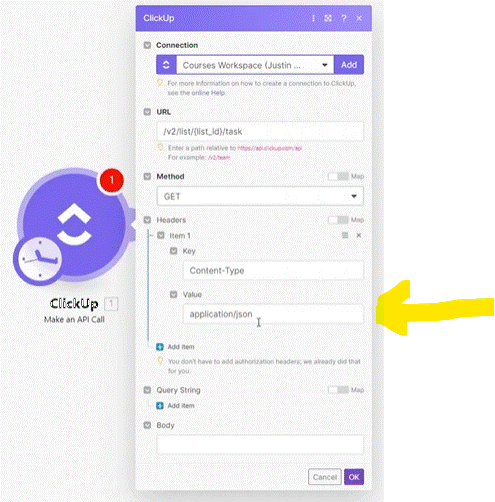 ClickUp
Connection
Courses Workspace (Justin ...
Add
For more information on how to create a connection to ClickUp,
see the online Help.
URL
/v2/list/{list_id}/task
Enter a path relative to https://api.clickup.com/api
For example: /v2/team
Method
Map
GET
Headers
Map
Item 1
Key
Content-Type
Value
application/json
Add item
You don't have to add authorization headers; we already did that
for you.
Query String
Map
Add item
Body
Cancel
OK
1
ClickUp 1
Make an API Call